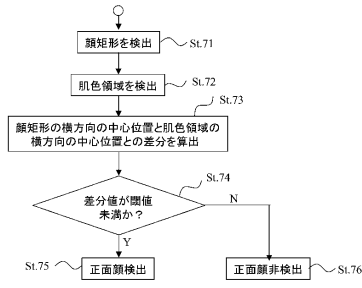 顔矩形を検出
St.71
肌色領域を検出
St.72
St.73
顔矩形の横方向の中心位置と肌色領域の
横方向の中心位置との差分を算出
St.74
差分値が閾値
未満か？
N
Y
St.75
正面顔検出
正面顔非検出
St.76